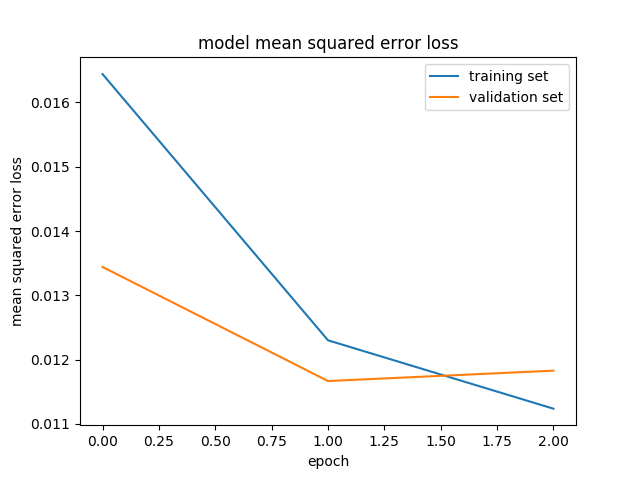 model mean squared error loss
training set
validation set
mean squared error loss
0.016
0.015
0.014
0.013
0.012
0.011
0.00 0.25 0.50 0.75 1.00 1.25 1.50 1.75 2.00
epoch